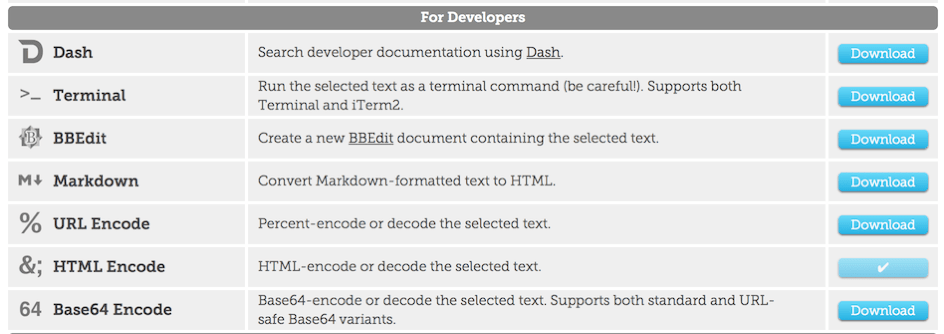 For Developers
Dash
Search developer documentation using Dash.
Download
>_ Terminal
Run the selected text as a terminal command (be careful!). Supports both
Terminal and iTerm2.
Download
B BBEdit
Create a new BBEdit document containing the selected text.
Download
M↓ Markdown
Convert Markdown-formatted text to HTML.
Download
% URL Encode
Percent-encode or decode the selected text.
Download
&; HTML Encode
HTML-encode or decode the selected text.
✔
64 Base64 Encode
Base64-encode or decode the selected text. Supports both standard and URL-
safe Base64 variants.
Download